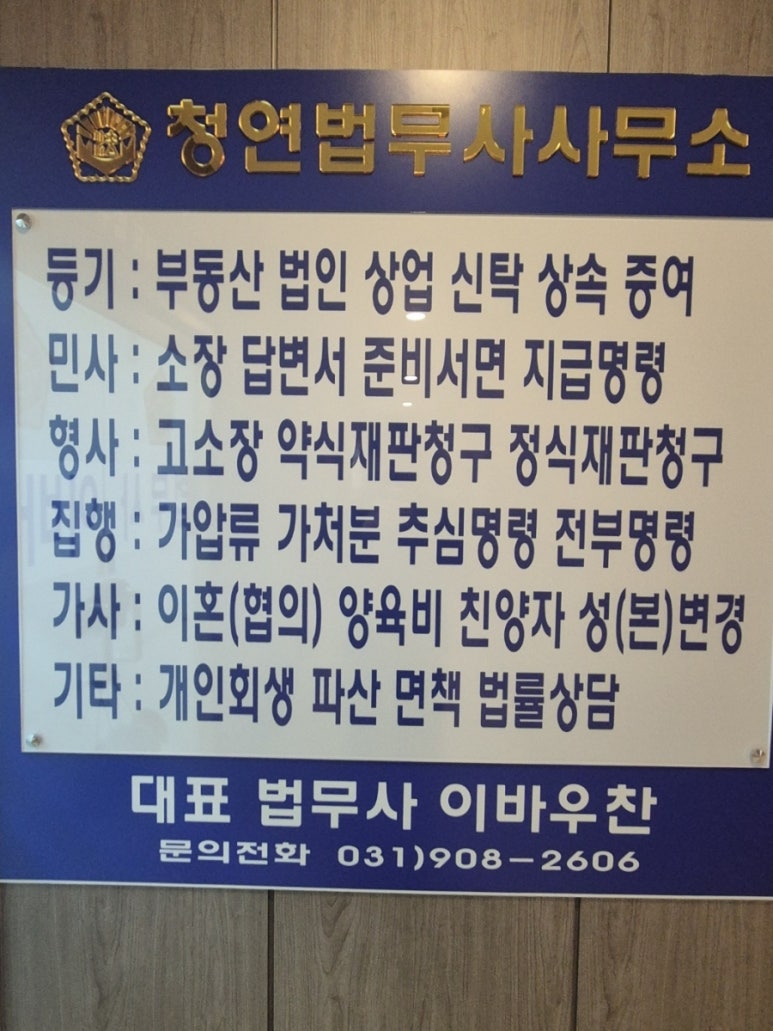 청연법무사사무소
등기 : 부동산 법인 상업 신탁 상속 증여
민사 : 소장 답변서 준비서면 지급명령
형사 : 고소장 약식재판청구 정식재판청구
집행 : 가압류 가처분 추심명령 전부명령
가사 : 이혼(협의) 양육비 친양자 성(본)변경
기타 : 개인회생 파산 면책 법률상담
대표 법무사 이바우찬
문의전화 031)908-2606